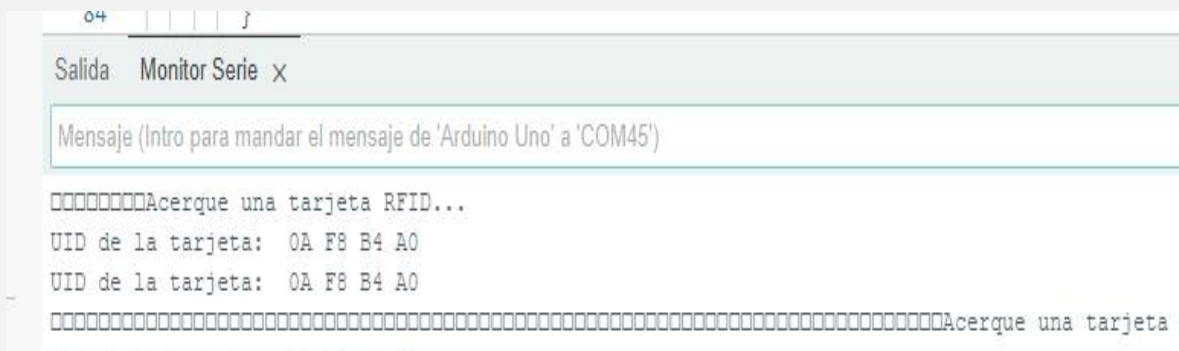 84 }
Salida Monitor Serie ×
Mensaje (Intro para mandar el mensaje de 'Arduino Uno' a 'COM45')
□□□□□□□□Acerque una tarjeta RFID...
UID de la tarjeta: 0A F8 B4 A0
UID de la tarjeta: 0A F8 B4 A0
Acerque una tarjeta